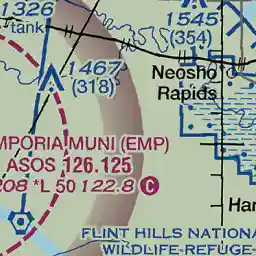 1326
tank
1545
(354)
1467
(318)
Neosho
Rapids
MPORIA MUNI (EMP)
ASOS 126.125
208 *L 50 122.8 C
Har
FLINT HILLS NATIONA
WILDLIFE REFUGE